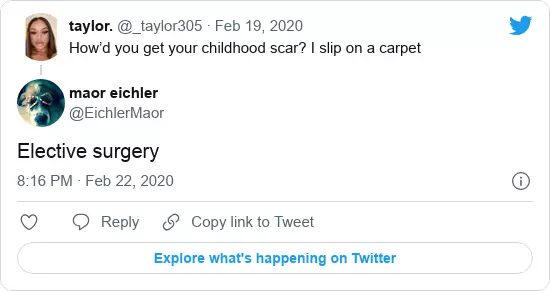 taylor. @_taylor305 · Feb 19, 2020
How'd you get your childhood scar? I slip on a carpet
maor eichler
@EichlerMaor
Elective surgery
8:16 PM · Feb 22, 2020
Reply
Copy link to Tweet
Explore what's happening on Twitter